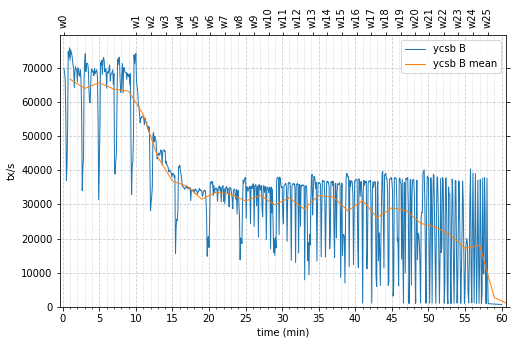 w0 w1 w2 w3 w4 w5 w6 w7 w8 w9 w10 w11 w12 w13 w14 w15 w16 w17 w18 w19 w20 w21 w22 w23 w24 w25
ycsb B
ycsb B mean
70000
60000
50000
40000
30000
20000
10000
0
tx/s
0 5 10 15 20 25 30 35 40 45 50 55 60
time (min)